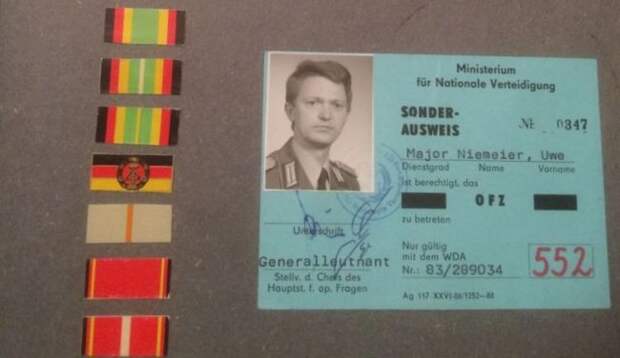 Ministerium
für Nationale Verteidigung
SONDER-
AUSWEIS
№ 0347
Major Niemeier, Uwe
Dienstgrad Name Vorname
ist berechtigt, das
OFZ
zu betreten
Unterschrift
Generalleutnant
Stellv. d. Chefs des
Hauptst. f. op. Fragen
Nur gültig
mit dem WDA
Nr.: 83/289034
552